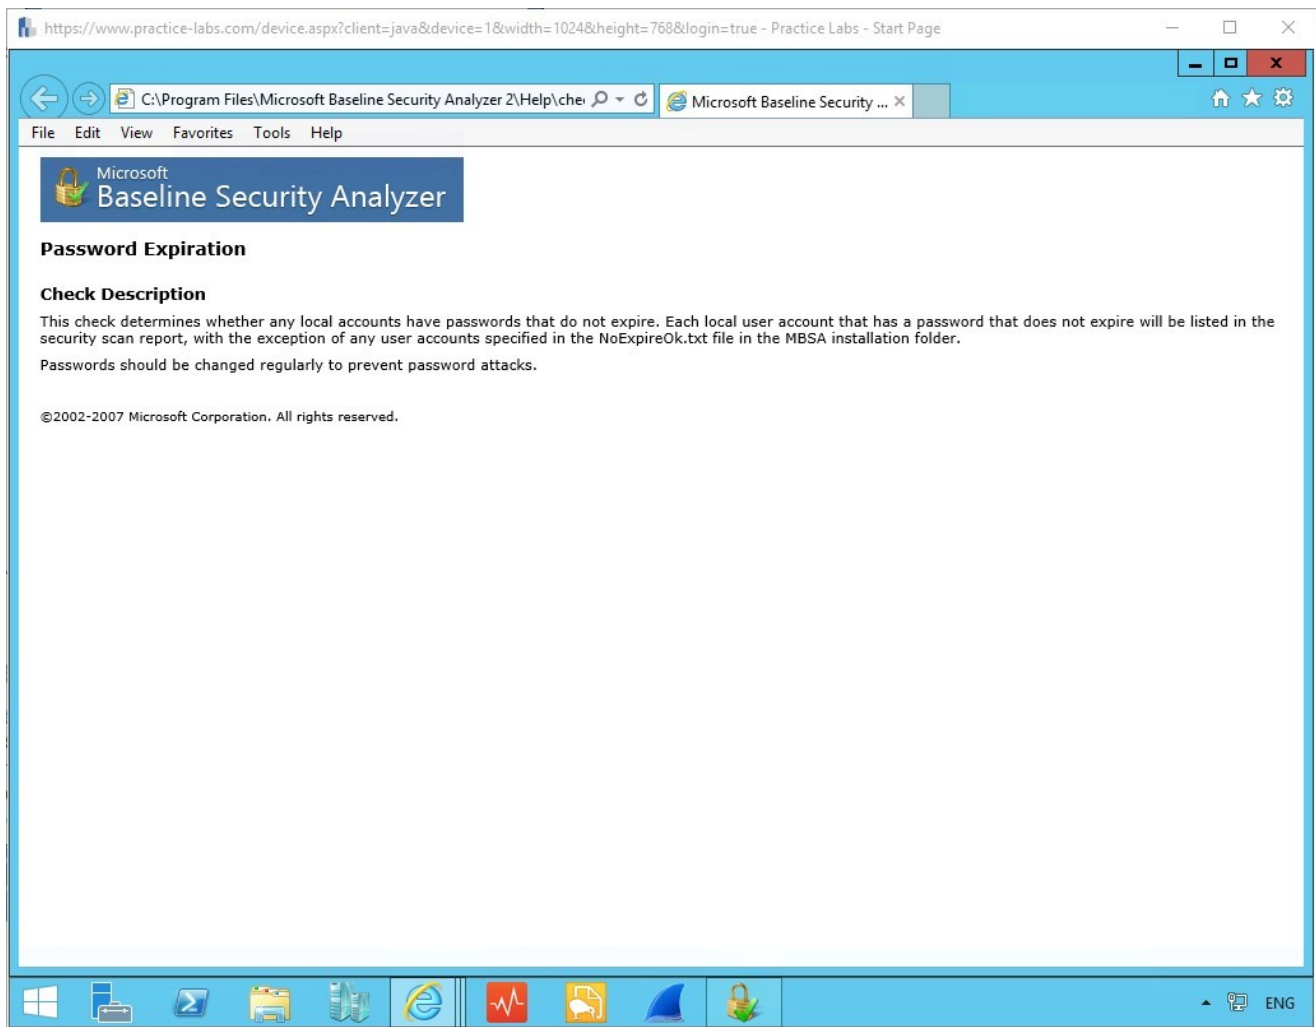 https://www.practice-labs.com/device.aspx?client=java&device=1&width=1024&height=768&login=true - Practice Labs - Start Page
C:\Program Files\Microsoft Baseline Security Analyzer 2\Help\che
Microsoft Baseline Security ...
File Edit View Favorites Tools Help
Microsoft
Baseline Security Analyzer
Password Expiration
Check Description
This check determines whether any local accounts have passwords that do not expire. Each local user account that has a password that does not expire will be listed in the
security scan report, with the exception of any user accounts specified in the NoExpireOk.txt file in the MBSA installation folder.
Passwords should be changed regularly to prevent password attacks.
©2002-2007 Microsoft Corporation. All rights reserved.
ENG